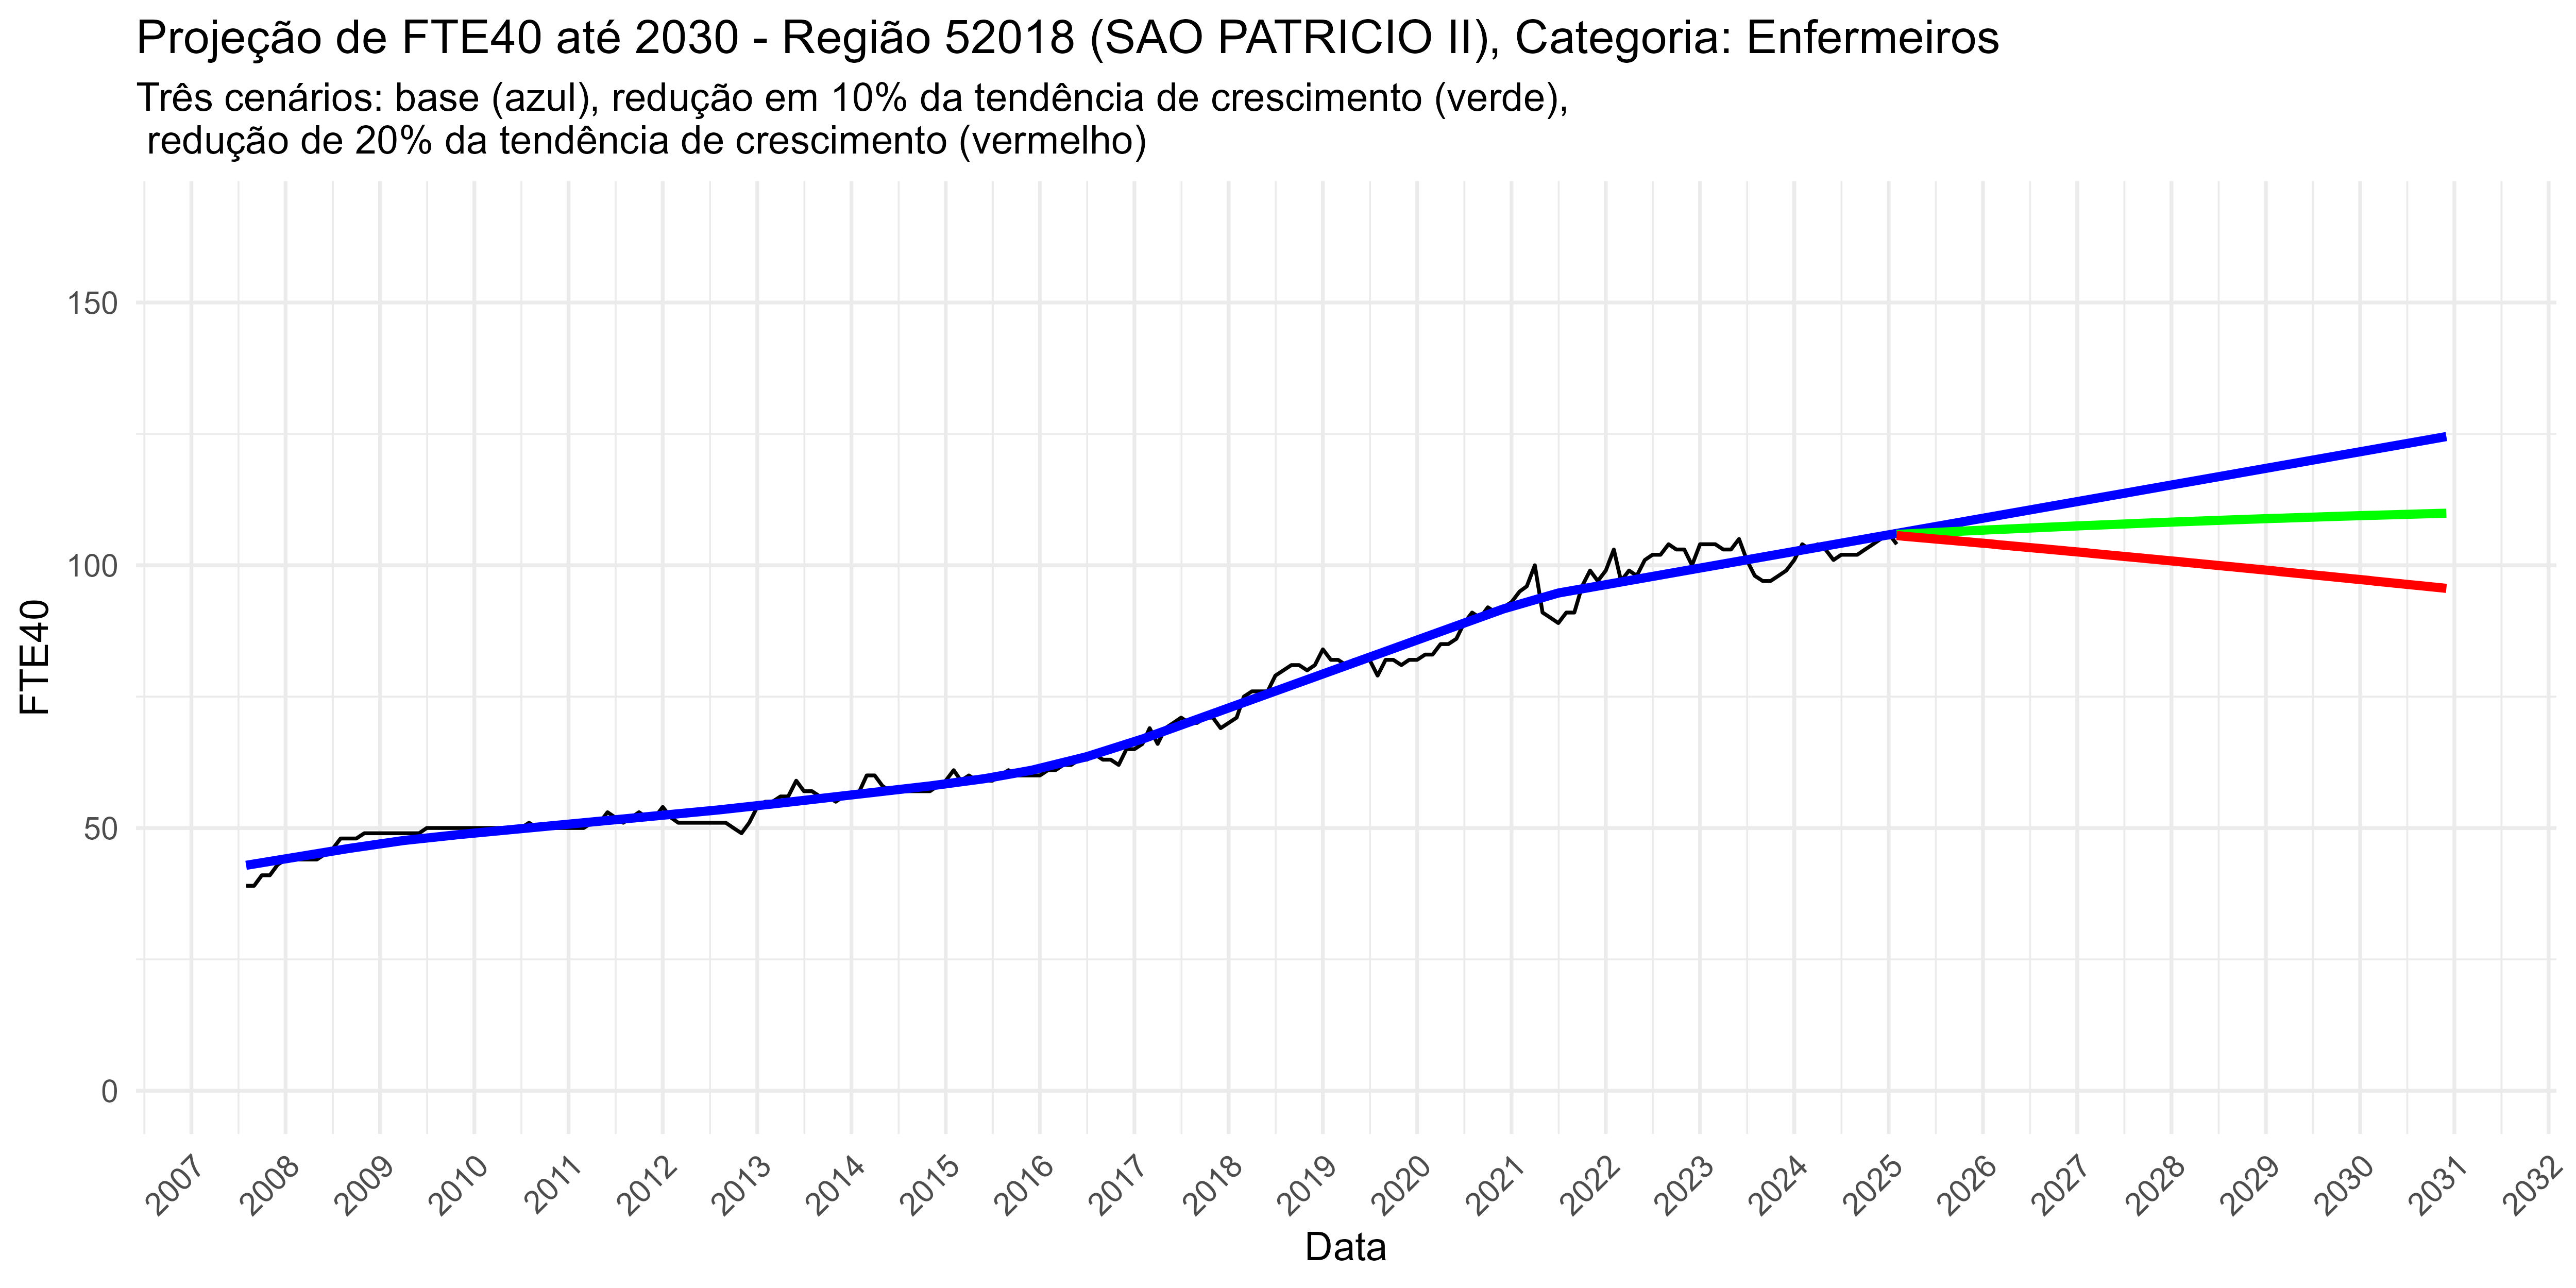 Projeção de FTE40 até 2030 - Região 52018 (SAO PATRICIO II), Categoria: Enfermeiros
Três cenários: base (azul), redução em 10% da tendência de crescimento (verde),
redução de 20% da tendência de crescimento (vermelho)
150
100
50
0
FTE40
2007 2008 2009 2010 2011 2012 2013 2014 2015 2016 2017 2018 2019 2020 2021 2022 2023 2024 2025 2026 2027 2028 2029 2030 2031 2032
Data